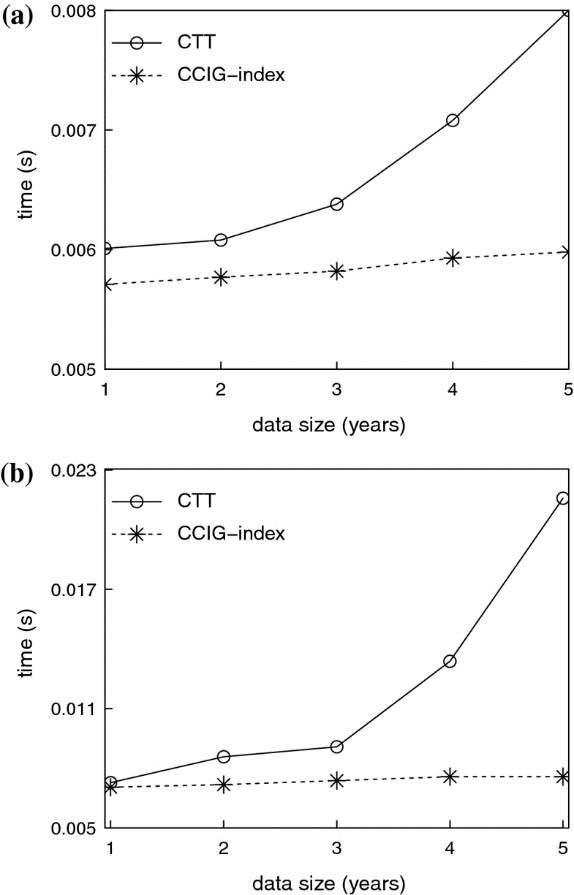 (a)
0.008
CTT
CCIG–index
0.007
time (s)
0.006
0.005
1 2 3 4 5
data size (years)
(b)
0.023
CTT
CCIG–index
0.017
time (s)
0.011
0.005
1 2 3 4 5
data size (years)